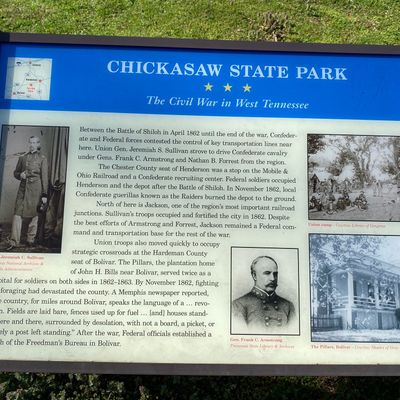 CHICKASAW STATE PARK
The Civil War in West Tennessee
Between the Battle of Shiloh in April 1862 until the end of the war, Confeder-
ate and Federal forces contested the control of key transportation lines near
here. Union Gen. Jeremiah S. Sullivan strove to drive Confederate cavalry
under Gens. Frank C. Armstrong and Nathan B. Forrest from the region.
The Chester County seat of Henderson was a stop on the Mobile &
Ohio Railroad and a Confederate recruiting center. Federal soldiers occupied
Henderson and the depot after the Battle of Shiloh. In November 1862, local
Confederate guerillas known as the Raiders burned the depot to the ground.
North of here is Jackson, one of the region's most important railroad
junctions. Sullivan's troops occupied and fortified the city in 1862. Despite
the best efforts of Armstrong and Forrest, Jackson remained a Federal com-
mand and transportation base for the rest of the war.
Union troops also moved quickly to occupy
strategic crossroads at the Hardeman County
seat of Bolivar. The Pillars, the plantation home
of John H. Bills near Bolivar, served twice as a
pital for soldiers on both sides in 1862–1863. By November 1862, fighting
foraging had devastated the county. A Memphis newspaper reported,
e country, for miles around Bolivar, speaks the language of a … revo-
n. Fields are laid bare, fences used up for fuel … [and] houses stand-
ere and there, surrounded by desolation, with not a board, a picket, or
ely a post left standing." After the war, Federal officials established a
h of the Freedman's Bureau in Bolivar.
Jeremiah C. Sullivan
Union camp Courtesy Library of Congress
Gen. Frank C. Armstrong
Tennessee State Library & Archives
The Pillars, Bolivar